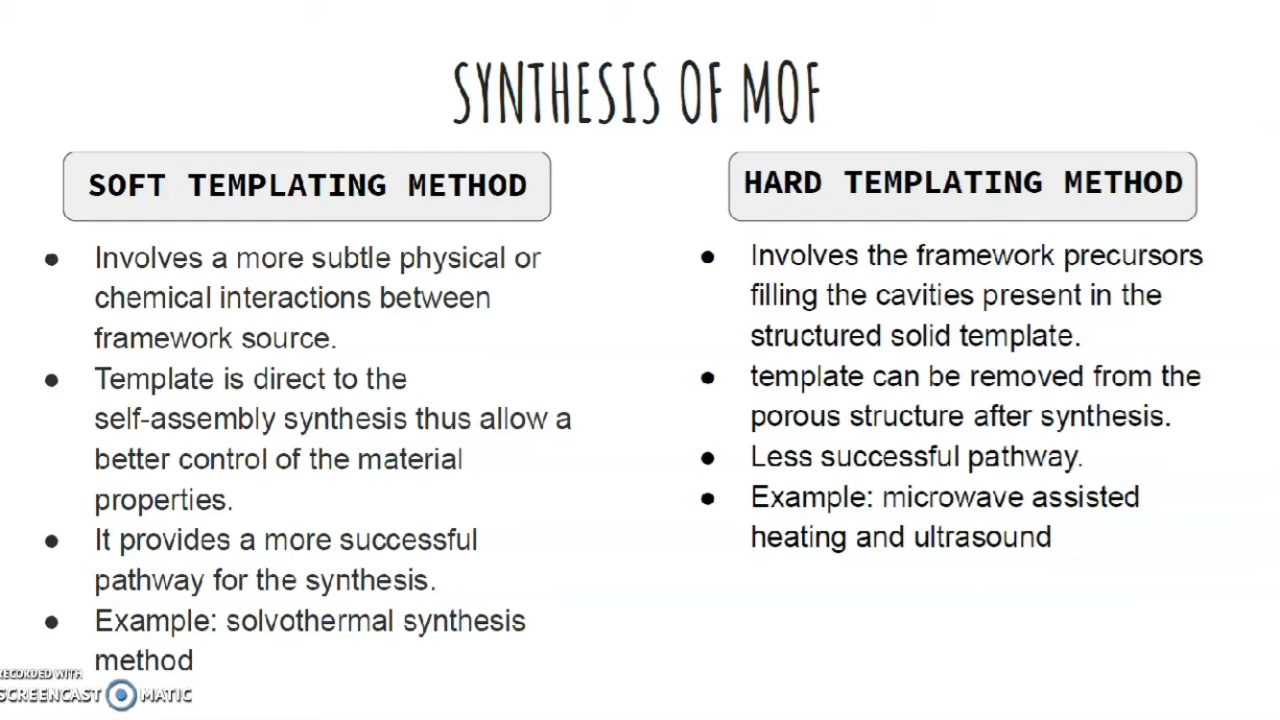 SYNTHESIS OF MOF
SOFT TEMPLATING METHOD
● Involves a more subtle physical or
chemical interactions between
framework source.
● Template is direct to the
self-assembly synthesis thus allow a
better control of the material
properties.
● It provides a more successful
pathway for the synthesis.
● Example: solvothermal synthesis
method
HARD TEMPLATING METHOD
● Involves the framework precursors
filling the cavities present in the
structured solid template.
● template can be removed from the
porous structure after synthesis.
● Less successful pathway.
● Example: microwave assisted
heating and ultrasound
RECORDED WITH
SCREENCAST MATIC